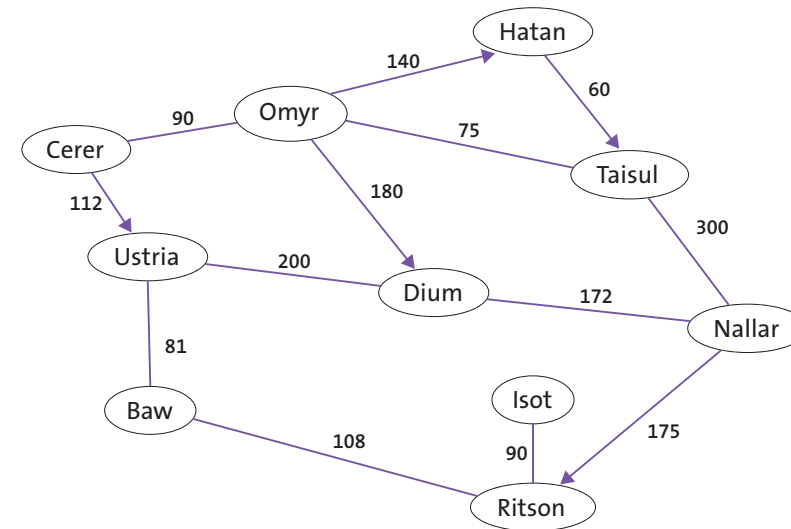 Hatan
140
60
Omyr
90
75
Cerer
Taisul
112
180
300
Ustria
200
Dium
172
Nallar
81
Isot
Baw
175
108
90
Ritson